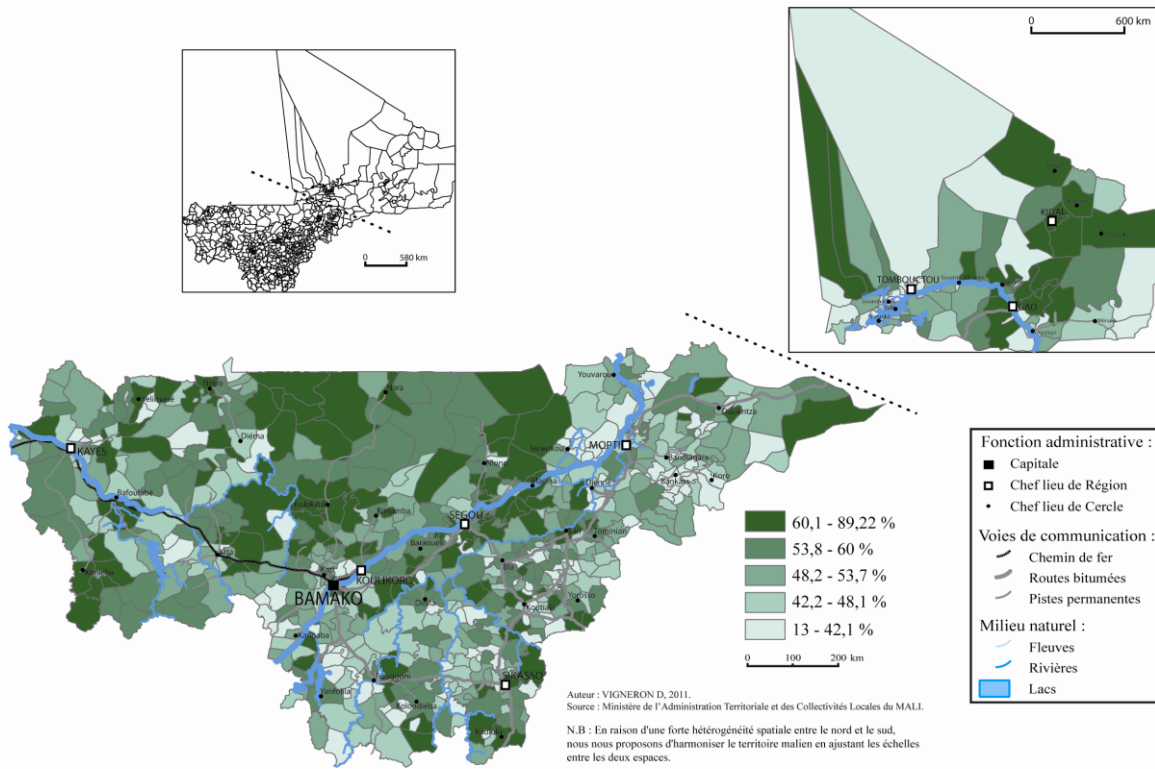 0 600 km
0 580 km
KIDAL
TOMBOUCTOU
GAO
Youvarou
Nioro
Yélimané
Nara
Diéma
Douentza
KAYES
MOPTI
Bandiagara
Koro
Bankass
Niono
Bafoulabé
Djenné
SEGOU
Banamba
Tominian
Baraouéli
Kita
Bla
KOULIKORO
BAMAKO
Kéniéba
Yorosso
Koutiala
Kangaba
Bougouni
SIKASSO
Yanfolila
Kolondiéba
Kadiolo
60,1 - 89,22 %
53,8 - 60 %
48,2 - 53,7 %
42,2 - 48,1 %
13 - 42,1 %
0 100 200 km
Fonction administrative :
Capitale
Chef lieu de Région
Chef lieu de Cercle
Voies de communication :
Chemin de fer
Routes bitumées
Pistes permanentes
Milieu naturel :
Fleuves
Rivières
Lacs
Auteur : VIGNERON D, 2011.
Source : Ministère de l'Administration Territoriale et des Collectivités Locales du MALI.
N.B : En raison d'une forte hétérogénéité spatiale entre le nord et le sud,
nous nous proposons d'harmoniser le territoire malien en ajustant les échelles
entre les deux espaces.